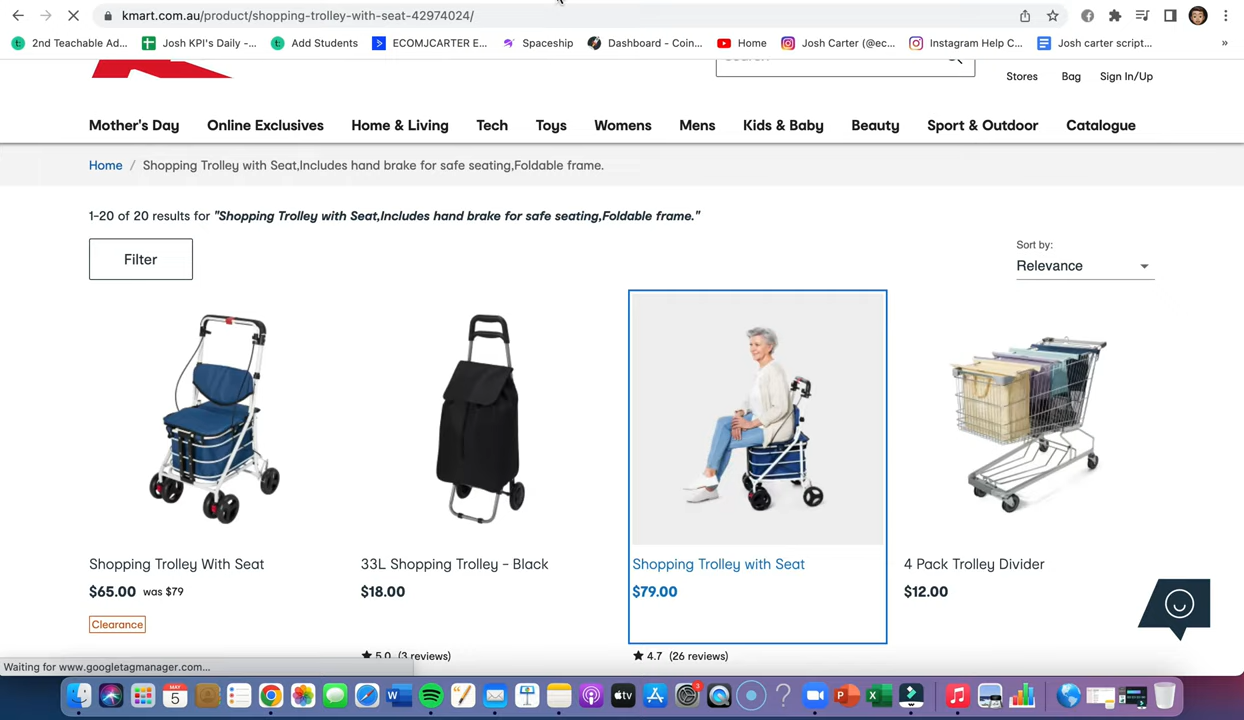 kmart.com.au/product/shopping-trolley-with-seat-42974024/
2nd Teachable Ad...
Josh KPI's Daily -...
Add Students
ECOMJCARTER E...
Spaceship
Dashboard - Coin...
Home
Josh Carter (@ec...
Instagram Help C...
Josh carter script...
»
Stores
Bag
Sign In/Up
Mother's Day
Online Exclusives
Home & Living
Tech
Toys
Womens
Mens
Kids & Baby
Beauty
Sport & Outdoor
Catalogue
Home / Shopping Trolley with Seat,Includes hand brake for safe seating,Foldable frame.
1-20 of 20 results for "Shopping Trolley with Seat,Includes hand brake for safe seating,Foldable frame."
Filter
Sort by:
Relevance
Shopping Trolley With Seat
$65.00 was $79
Clearance
33L Shopping Trolley - Black
$18.00
5.0 (3 reviews)
Shopping Trolley with Seat
$79.00
4.7 (26 reviews)
4 Pack Trolley Divider
$12.00
Waiting for www.googletagmanager.com...
MAY
5
tv